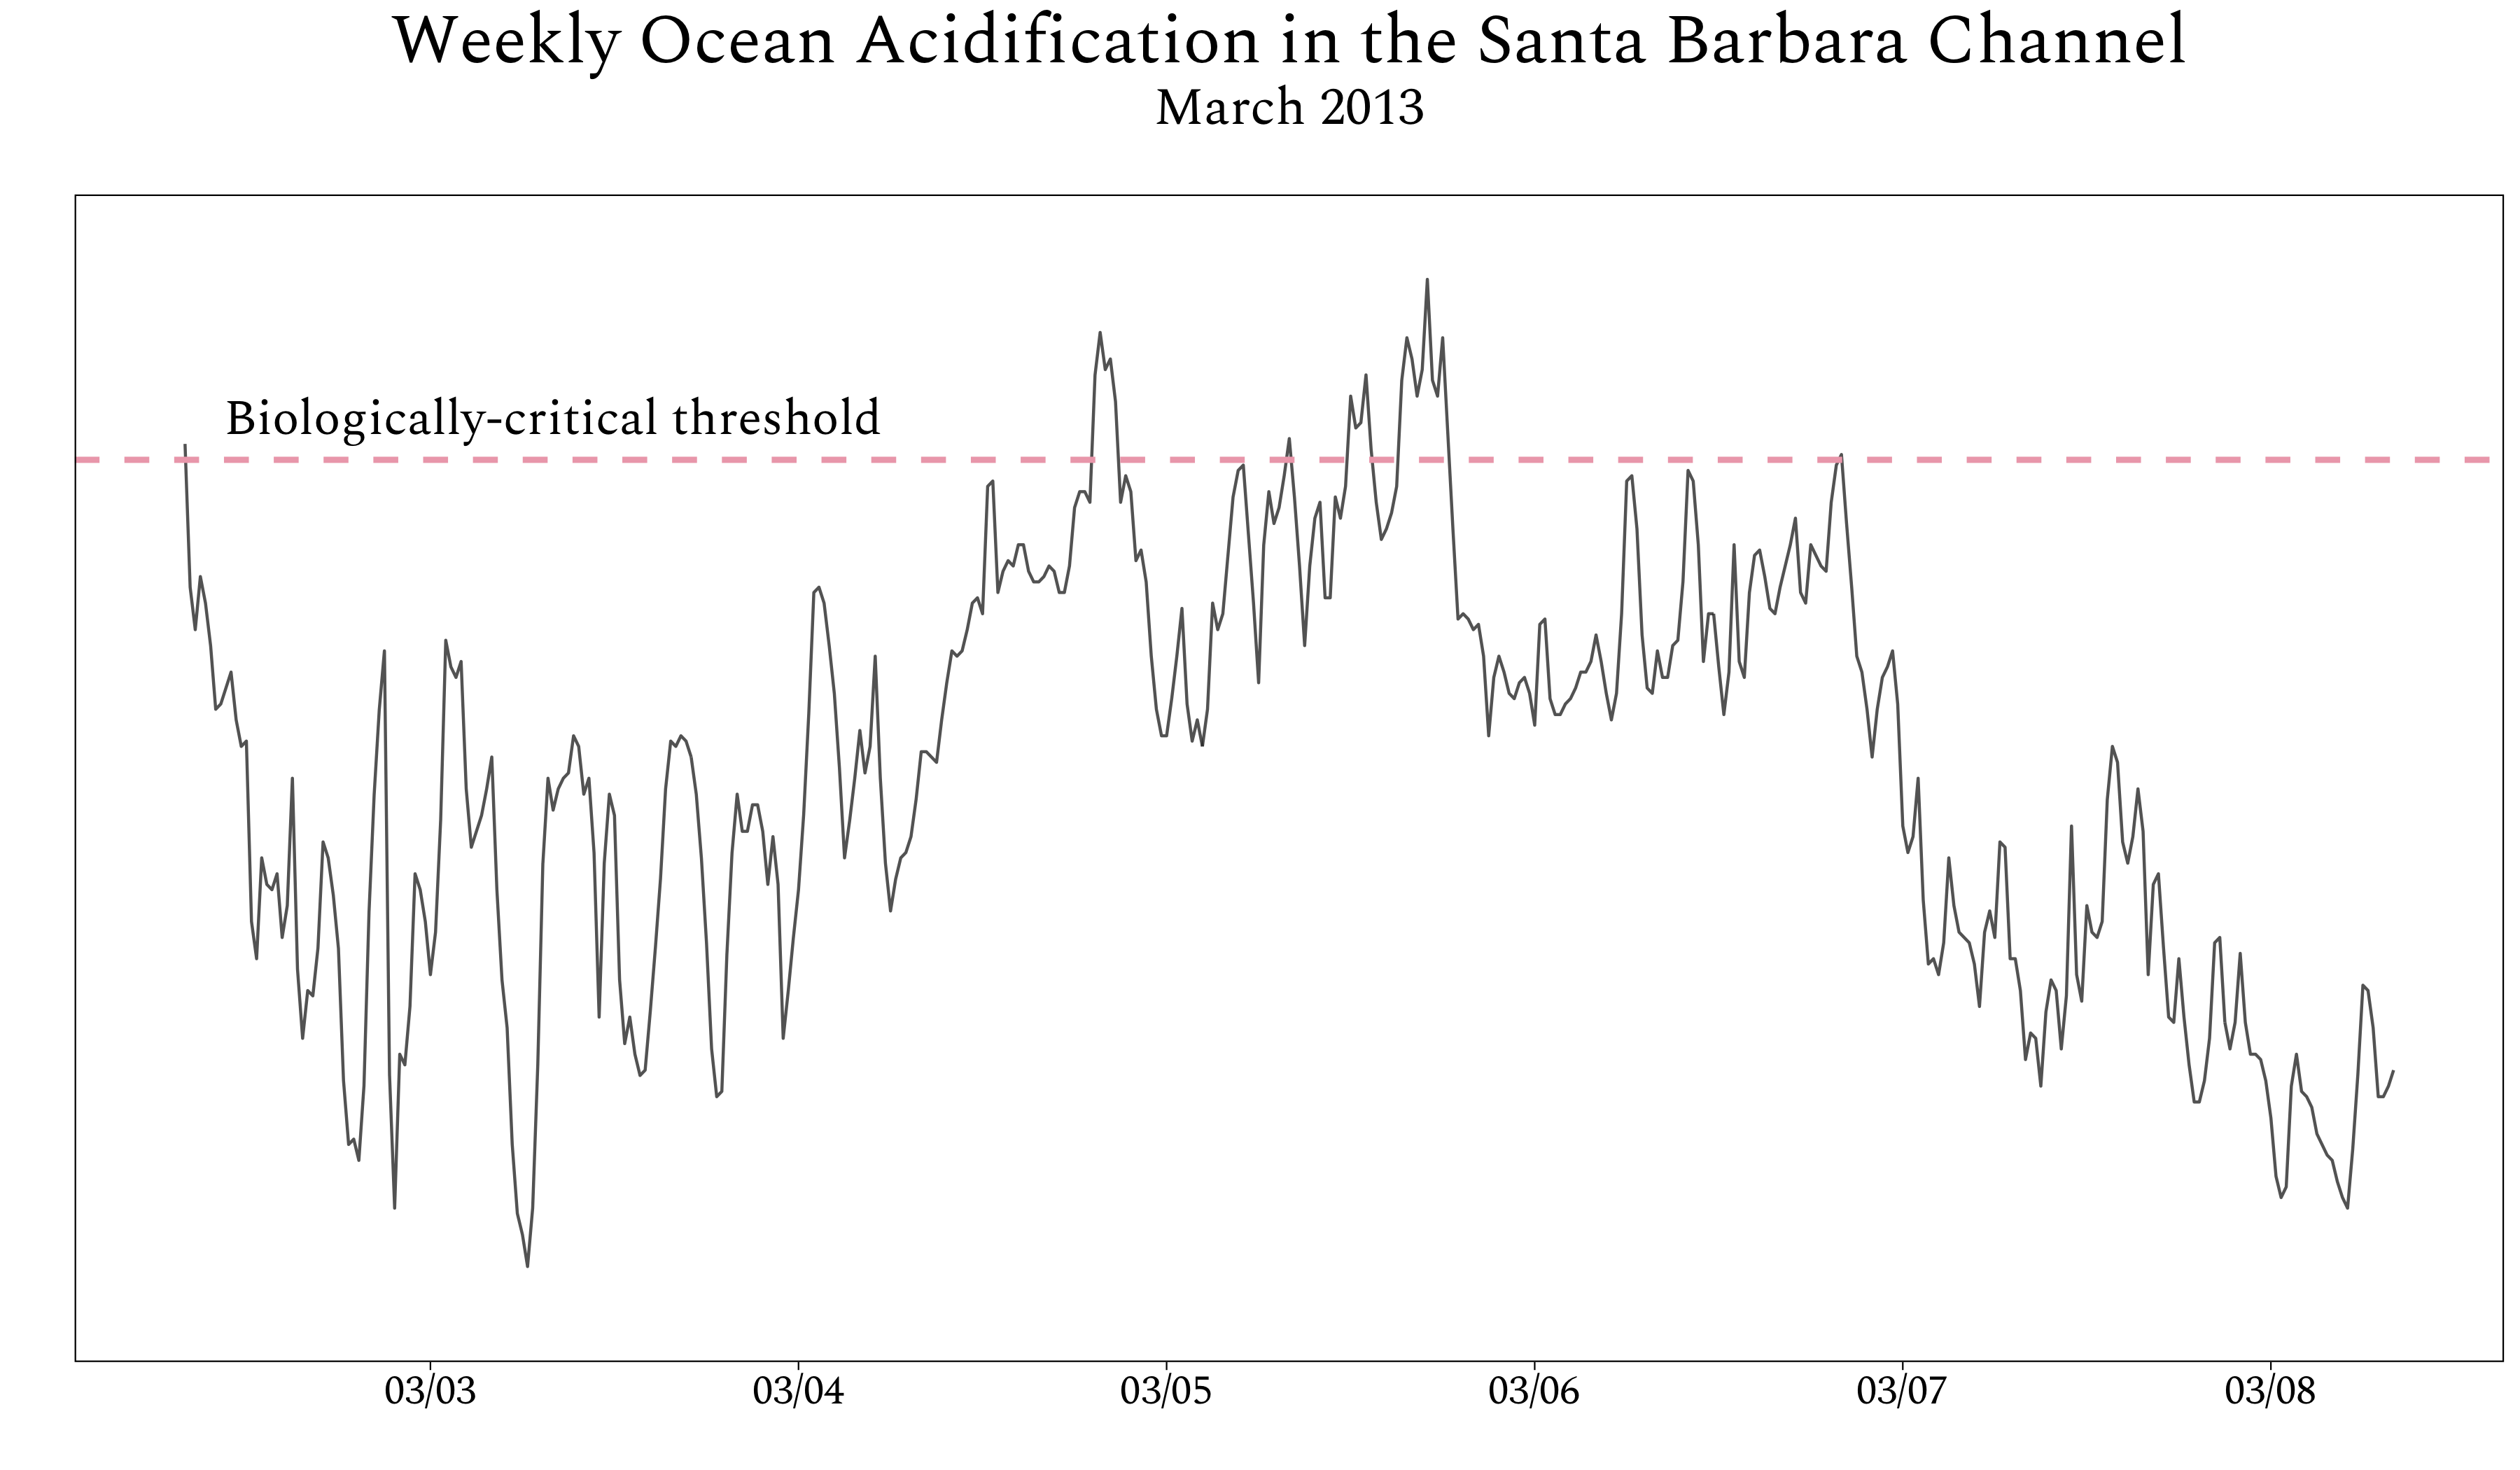 Weekly Ocean Acidification in the Santa Barbara Channel
March 2013
Biologically-critical threshold
03/03 03/04 03/05 03/06 03/07 03/08